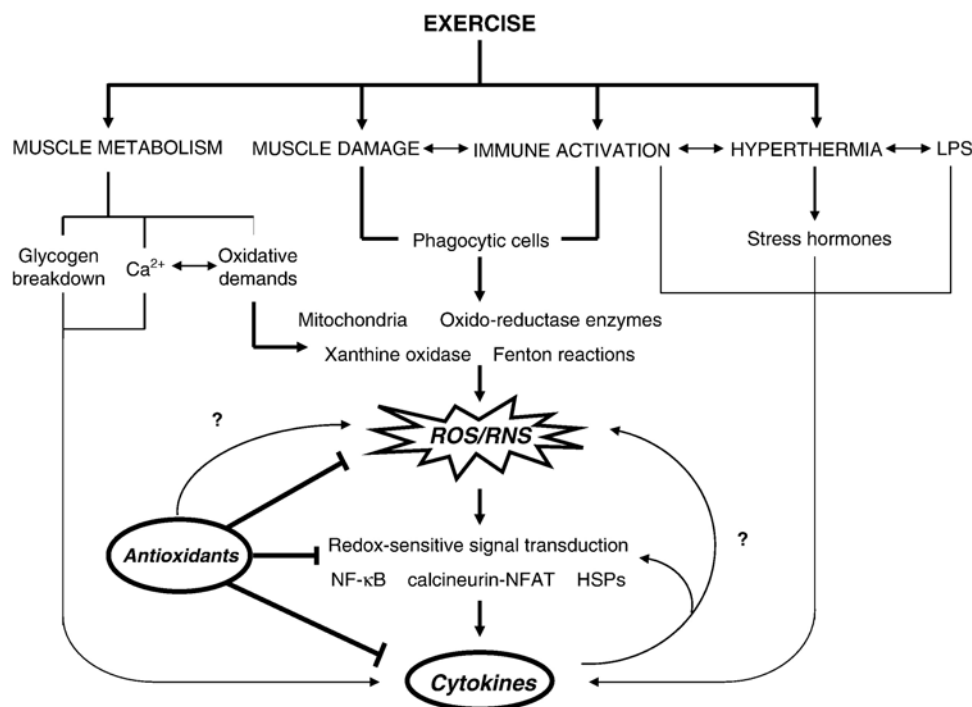 EXERCISE
MUSCLE METABOLISM
MUSCLE DAMAGE
IMMUNE ACTIVATION
HYPERTHERMIA
LPS
Glycogen
breakdown
Ca²⁺
Oxidative
demands
Phagocytic cells
Stress hormones
Mitochondria
Oxido-reductase enzymes
Xanthine oxidase
Fenton reactions
?
ROS/RNS
Antioxidants
Redox-sensitive signal transduction
?
NF-κB
calcineurin-NFAT
HSPs
Cytokines